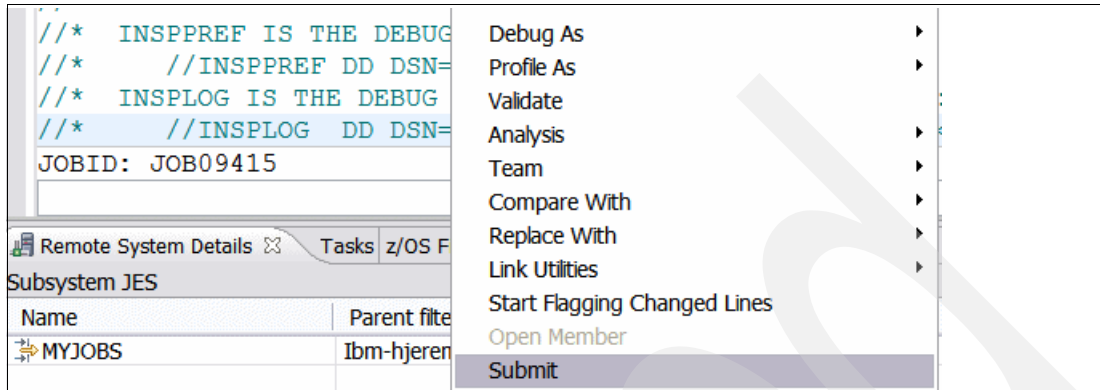 //*   INSPPREF IS THE DEBUG
//*      //INSPPREF DD DSN=
//*   INSPLOG IS THE DEBUG
//*      //INSPLOG  DD DSN=
JOBID: JOB09415
Debug As
Profile As
Validate
Analysis
Team
Compare With
Replace With
Link Utilities
Start Flagging Changed Lines
Open Member
Submit
Remote System Details Tasks z/OS F
Subsystem JES
Name Parent filte
MYJOBS Ibm-hjerem